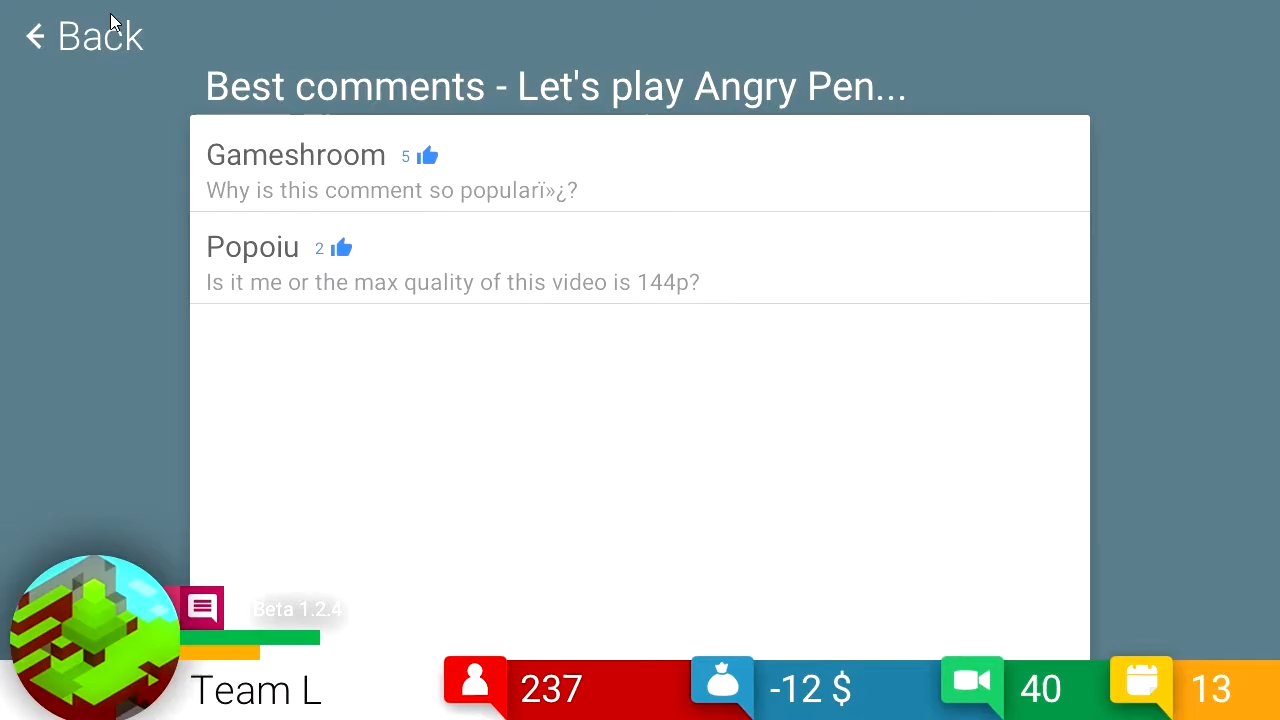 Back
Best comments - Let's play Angry Pen...
Gameshroom 5
Why is this comment so popularï»¿?
Popoiu 2
Is it me or the max quality of this video is 144p?
Beta 1.2.4
Team L
237
-12 $
40
13